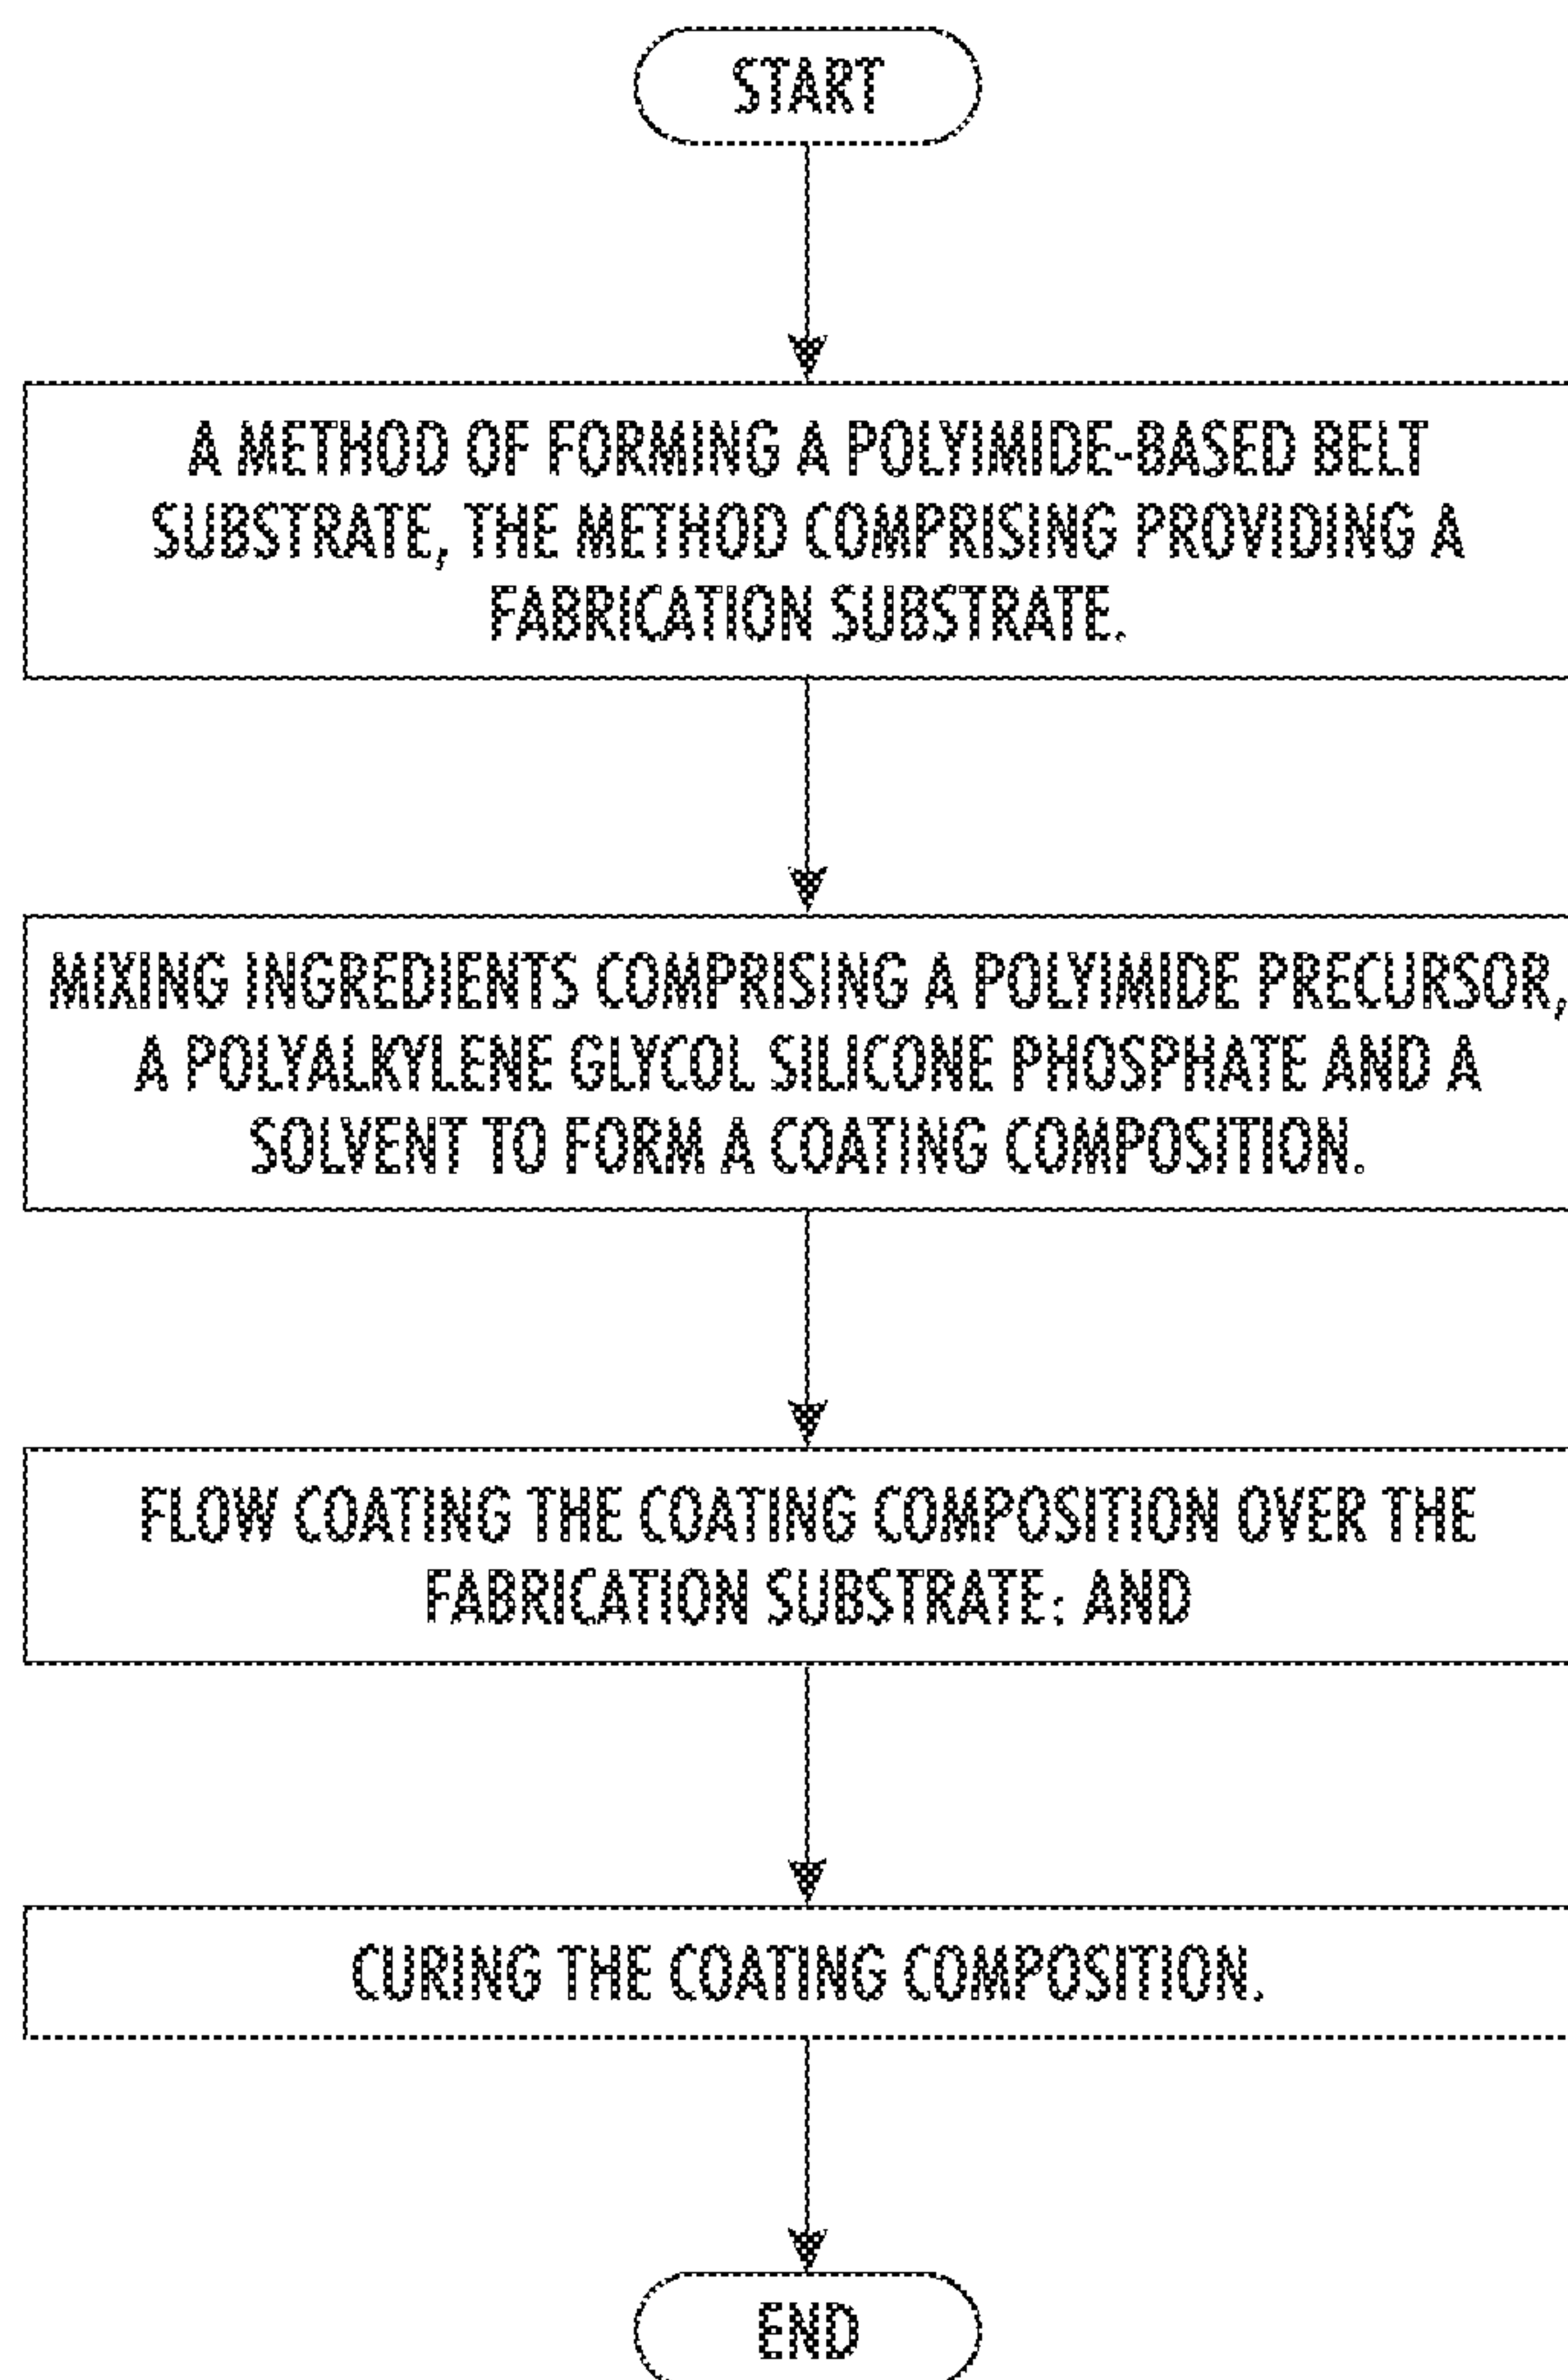 START
A METHOD OF FORMING A POLYIMIDE-BASED BELT
SUBSTRATE, THE METHOD COMPRISING PROVIDING A
FABRICATION SUBSTRATE.
MIXING INGREDIENTS COMPRISING A POLYIMIDE PRECURSOR,
A POLYALKYLENE GLYCOL SILICONE PHOSPHATE AND A
SOLVENT TO FORM A COATING COMPOSITION.
FLOW COATING THE COATING COMPOSITION OVER THE
FABRICATION SUBSTRATE: AND
CURING THE COATING COMPOSITION.
END